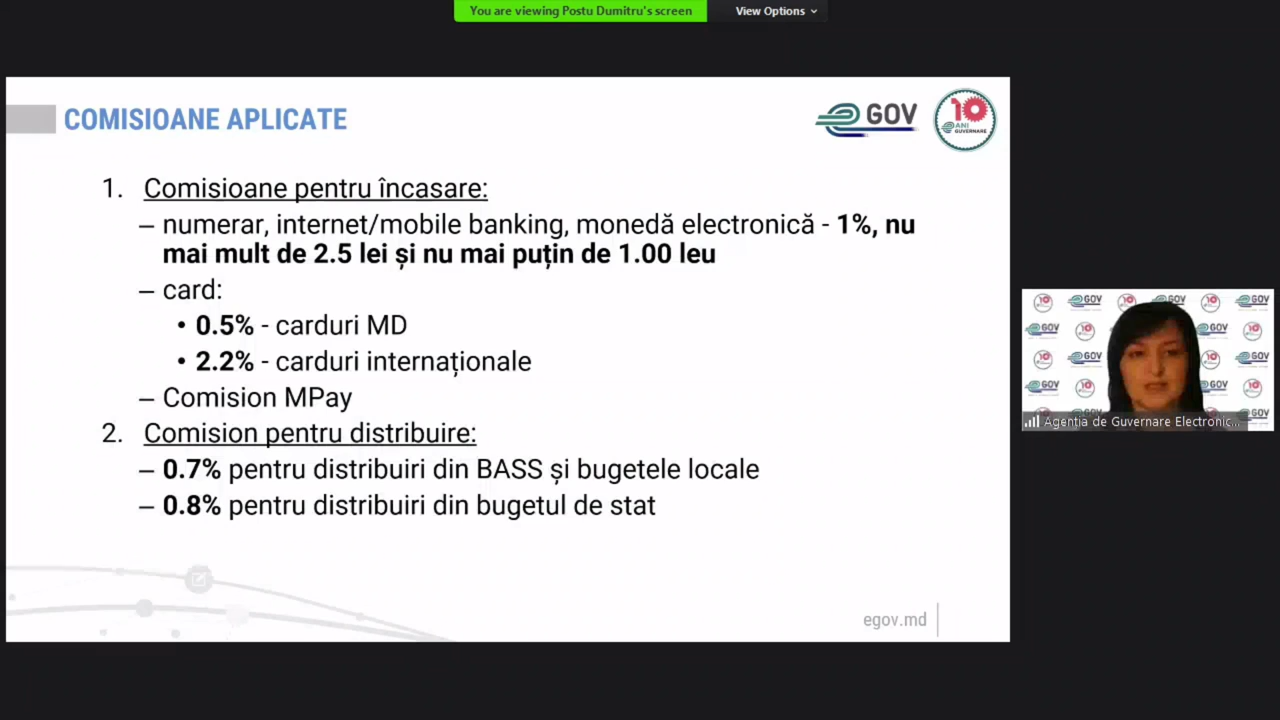 You are viewing Postu Dumitru's screen
View Options
COMISIOANE APLICATE
GOV
10
ANI
GUVERNARE
1. Comisioane pentru încasare:
– numerar, internet/mobile banking, monedă electronică - 1%, nu
mai mult de 2.5 lei și nu mai puțin de 1.00 leu
– card:
• 0.5% - carduri MD
• 2.2% - carduri internaționale
– Comision MPay
2. Comision pentru distribuire:
– 0.7% pentru distribuiri din BASS și bugetele locale
– 0.8% pentru distribuiri din bugetul de stat
egov.md
Agenția de Guvernare Electronic...